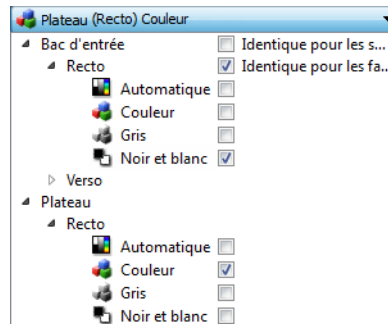 Plateau (Recto) Couleur
Bac d'entrée Identique pour les s...
Recto Identique pour les fa...
Automatique
Couleur
Gris
Noir et blanc
Verso
Plateau
Recto
Automatique
Couleur
Gris
Noir et blanc